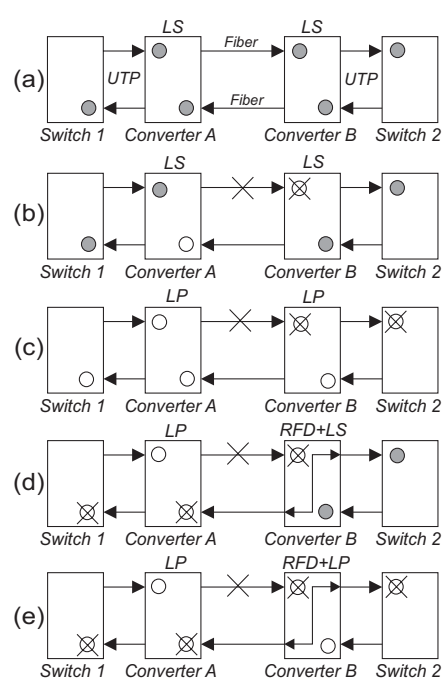 LS LS
Fiber
(a)
UTP UTP
Fiber
Switch 1 Converter A Converter B Switch 2
LS LS
(b)
Switch 1 Converter A Converter B Switch 2
LP LP
(c)
Switch 1 Converter A Converter B Switch 2
LP RFD+LS
(d)
Switch 1 Converter A Converter B Switch 2
LP RFD+LP
(e)
Switch 1 Converter A Converter B Switch 2